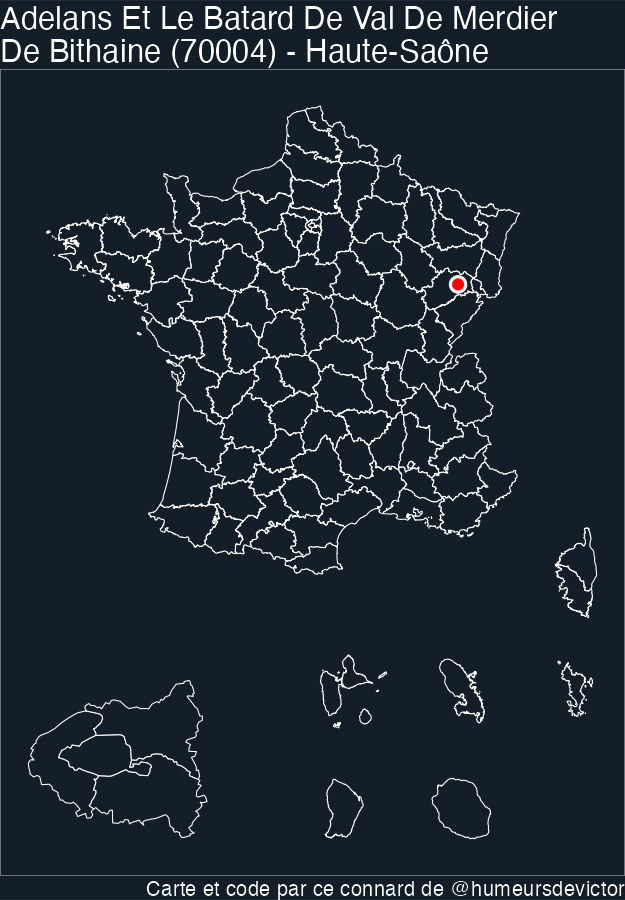 Adelans Et Le Batard De Val De Merdier
De Bithaine (70004) - Haute-Saône
Carte et code par ce connard de @humeursdevictor